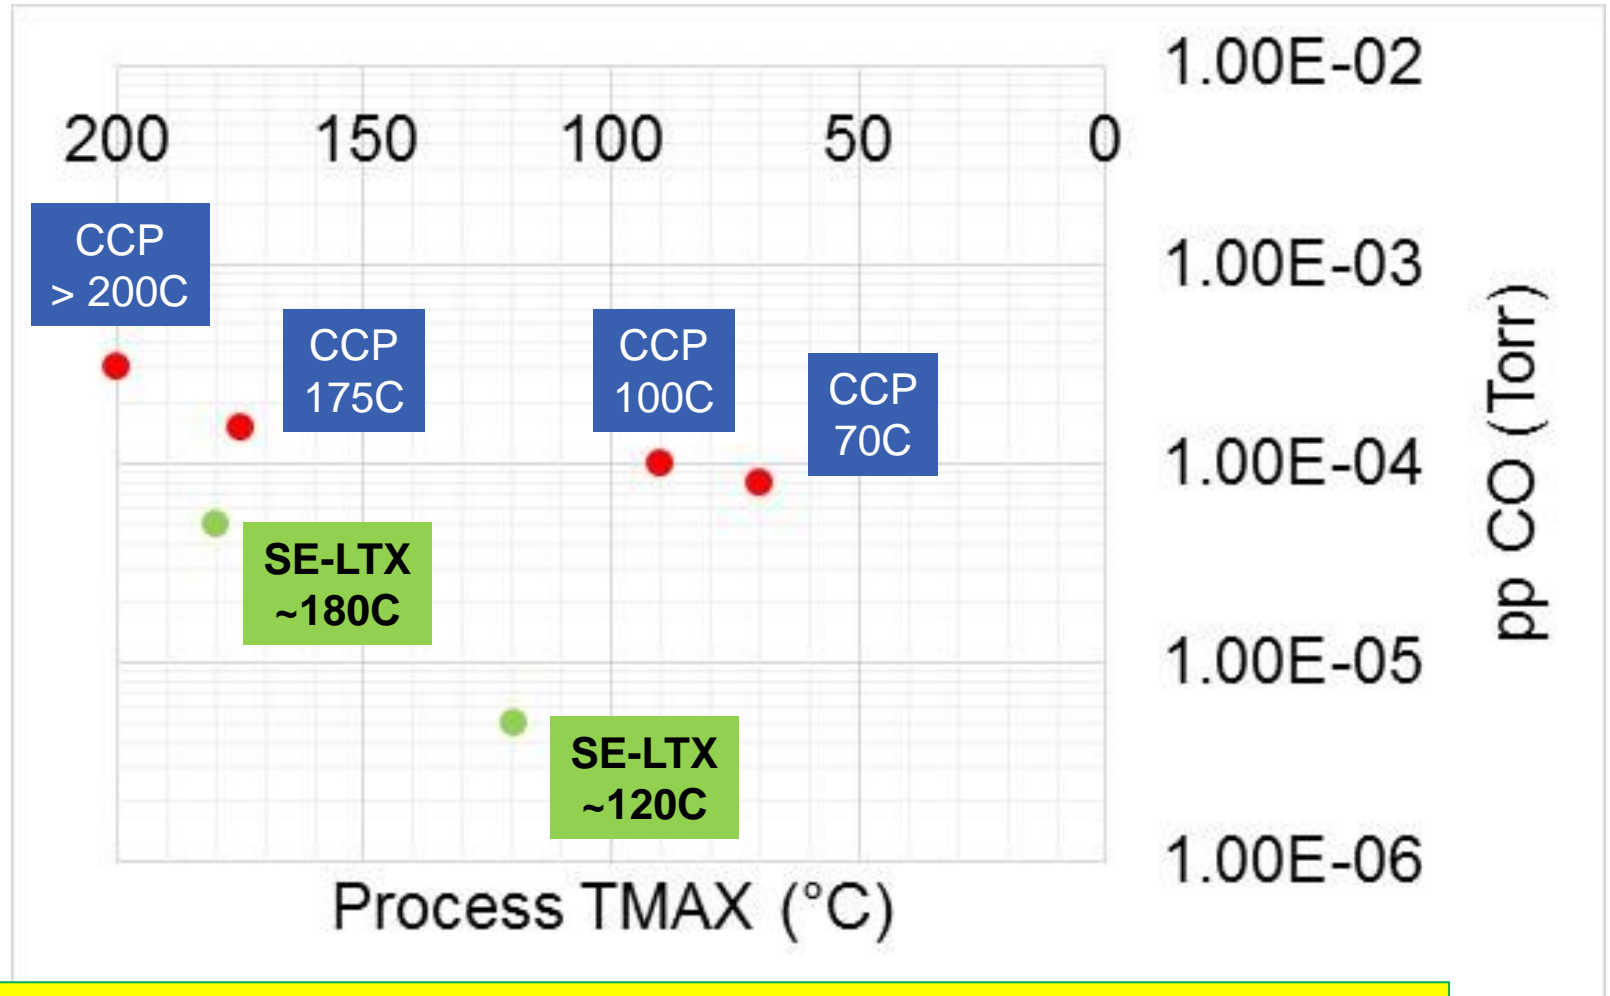 1.00E-02
200 150 100 50 0
CCP
> 200C
1.00E-03
CCP
175C
CCP
100C
CCP
70C
1.00E-04
SE-LTX
~180C
1.00E-05
SE-LTX
~120C
1.00E-06
pp CO (Torr)
Process TMAX (°C)